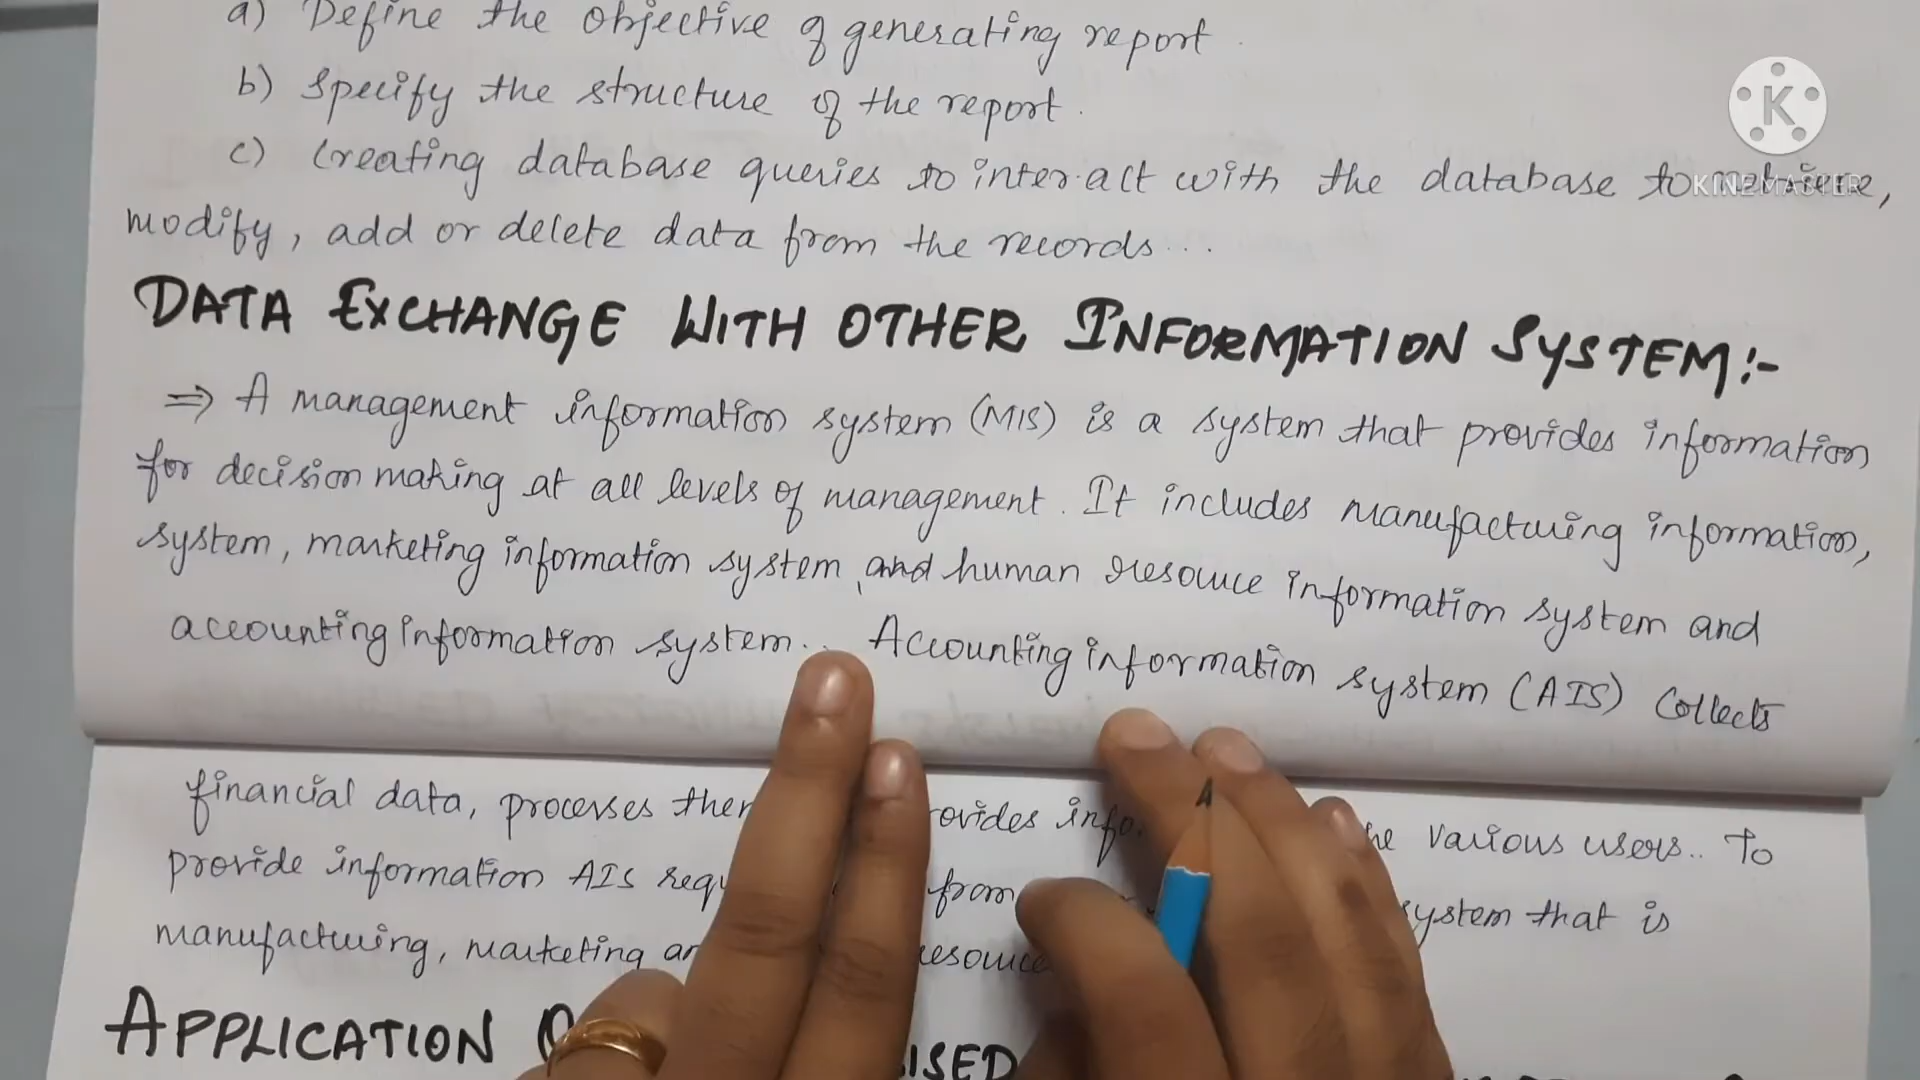 a) Define the objective of generating report.
b) Specify the structure of the report.
c) Creating database queries to interact with the database to retrieve,
modify, add or delete data from the records...
DATA EXCHANGE WITH OTHER INFORMATION SYSTEM:-
⇒ A management information system (MIS) is a system that provides information
for decision making at all levels of management. It includes manufacturing information,
system, marketing information system, and human resource information system and
accounting information system.. Accounting information system (AIS) collects
financial data, processes the various users.. To
provide information AIS from system that is
manufacturing, marketing
APPLICATION
K
KINEMASTER